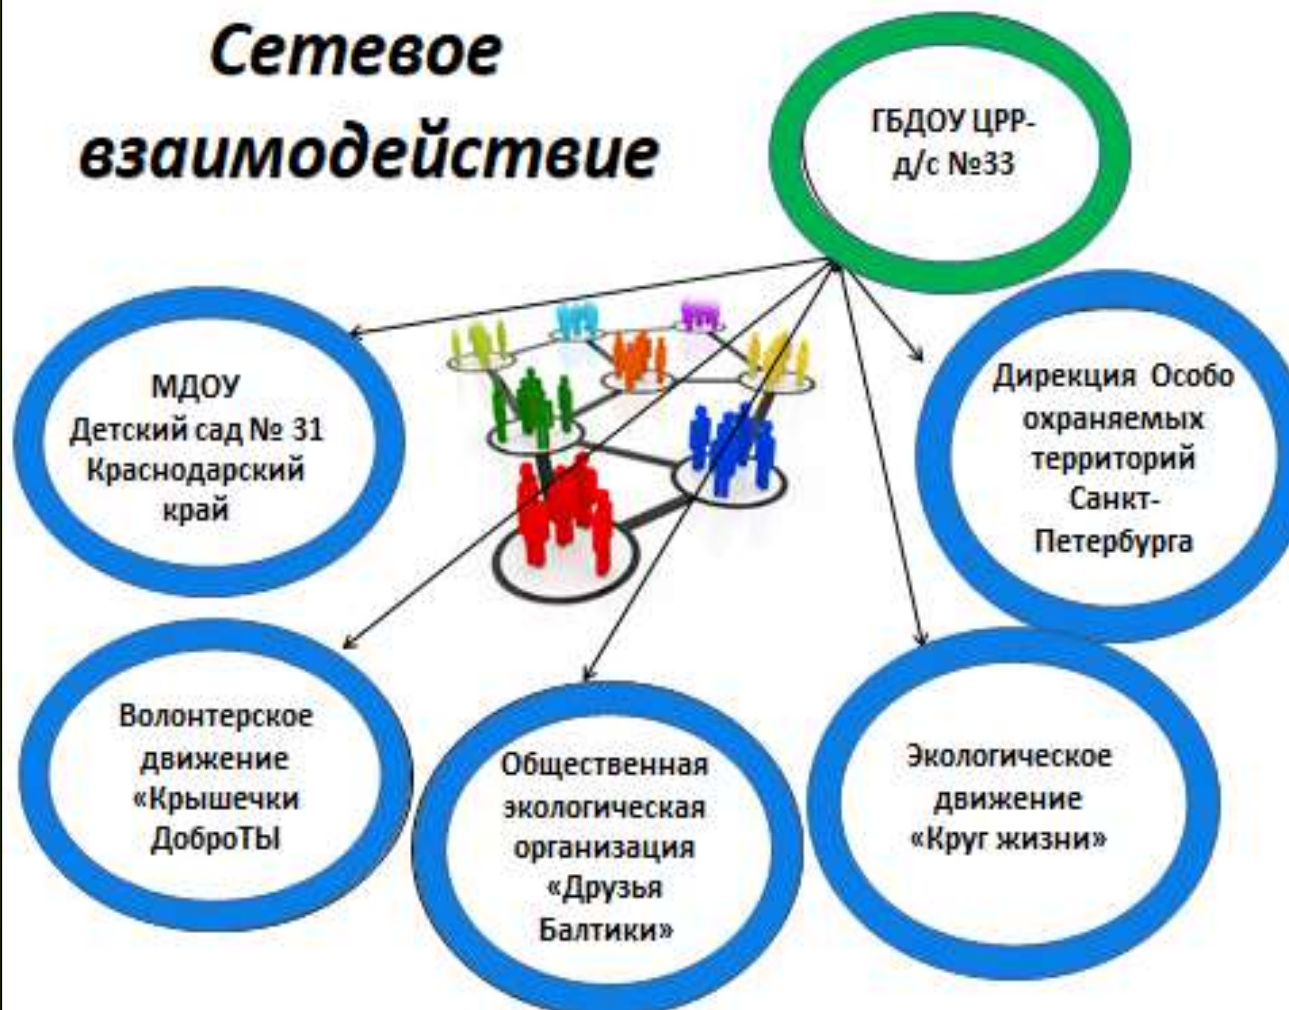 Сетевое
взаимодействие
ГБДОУ ЦРР-
д/с №33
МДОУ
Детский сад № 31
Краснодарский
край
Дирекция Особо
охраняемых
территорий
Санкт-
Петербурга
Волонтерское
движение
«Крышечки
ДоброТЫ
Общественная
экологическая
организация
«Друзья
Балтики»
Экологическое
движение
«Круг жизни»